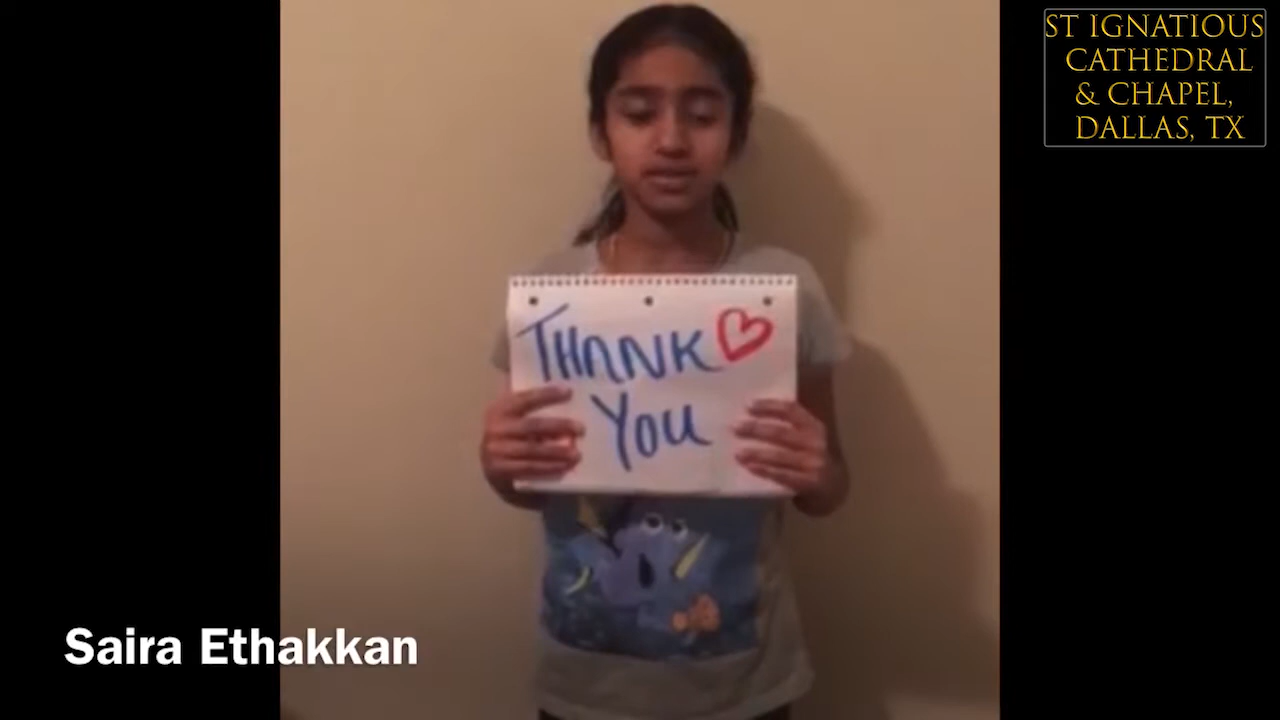 ST IGNATIOUS
CATHEDRAL
& CHAPEL,
DALLAS, TX
THANK
YOU
Saira Ethakkan